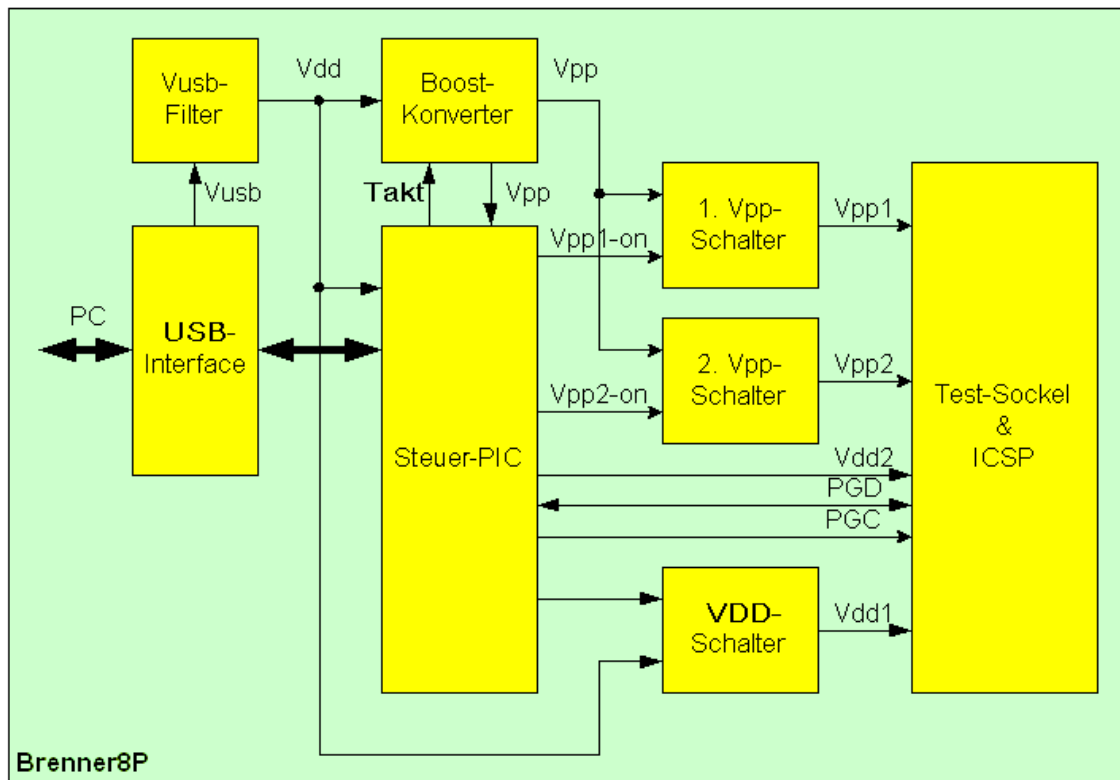 Vusb-
Filter
Vdd
Boost-
Konverter
Vpp
Vusb
Takt
Vpp
1. Vpp-
Schalter
Vpp1
Vpp1-on
PC
USB-
Interface
2. Vpp-
Schalter
Vpp2
Vpp2-on
Steuer-PIC
Test-Sockel
&
ICSP
Vdd2
PGD
PGC
VDD-
Schalter
Vdd1
Brenner8P